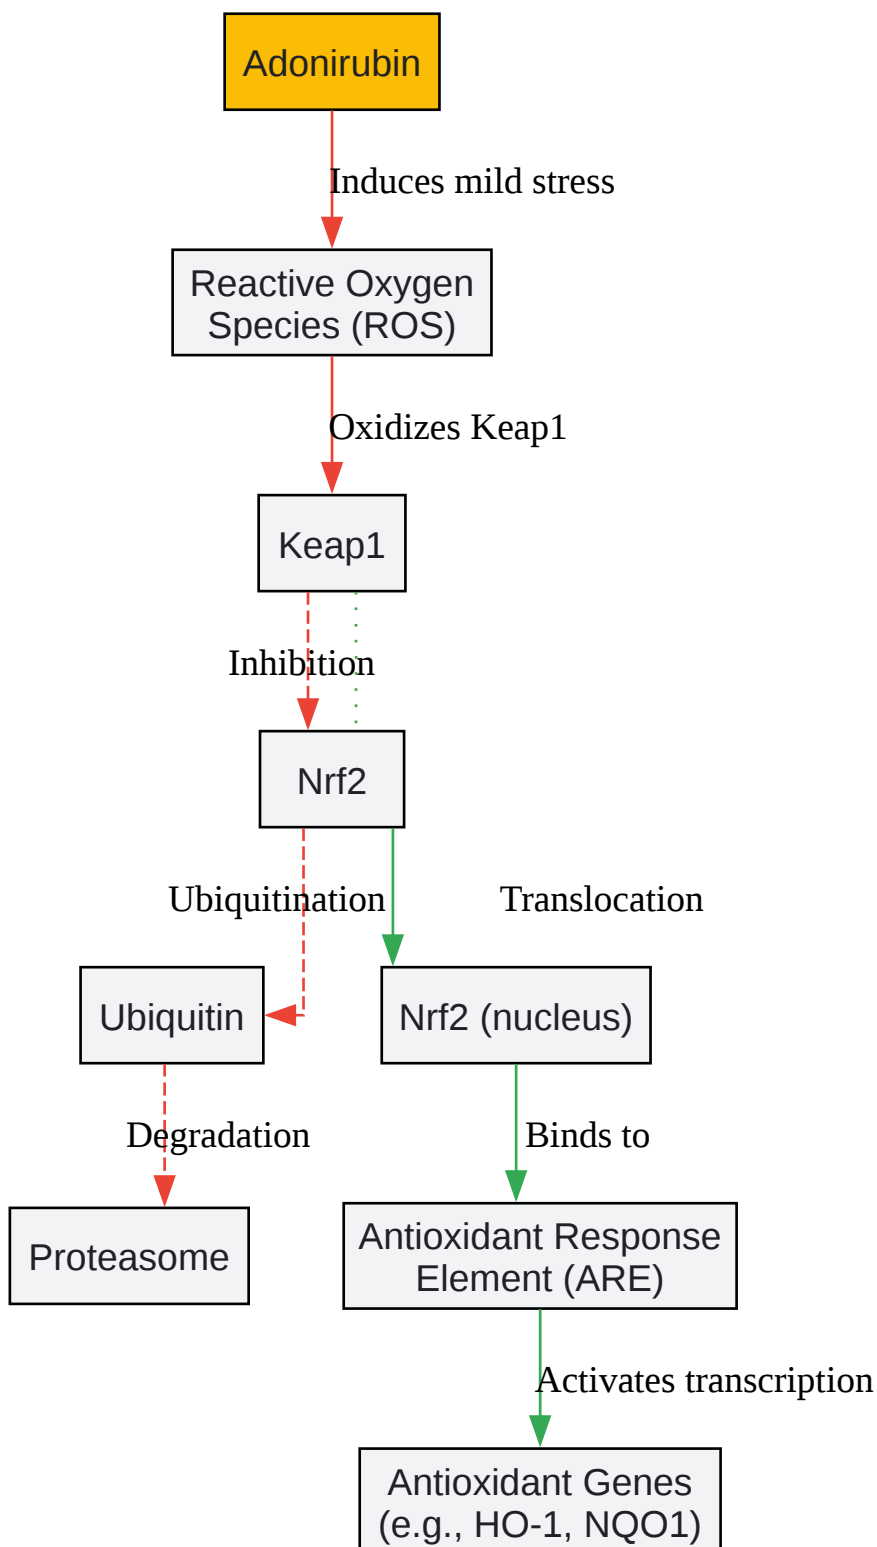 Adonirubin
Induces mild stress
Reactive Oxygen
Species (ROS)
Oxidizes Keap1
Keap1
Inhibition
Nrf2
Ubiquitination
Translocation
Ubiquitin
Nrf2 (nucleus)
Degradation
Binds to
Proteasome
Antioxidant Response
Element (ARE)
Activates transcription
Antioxidant Genes
(e.g., HO-1, NQO1)